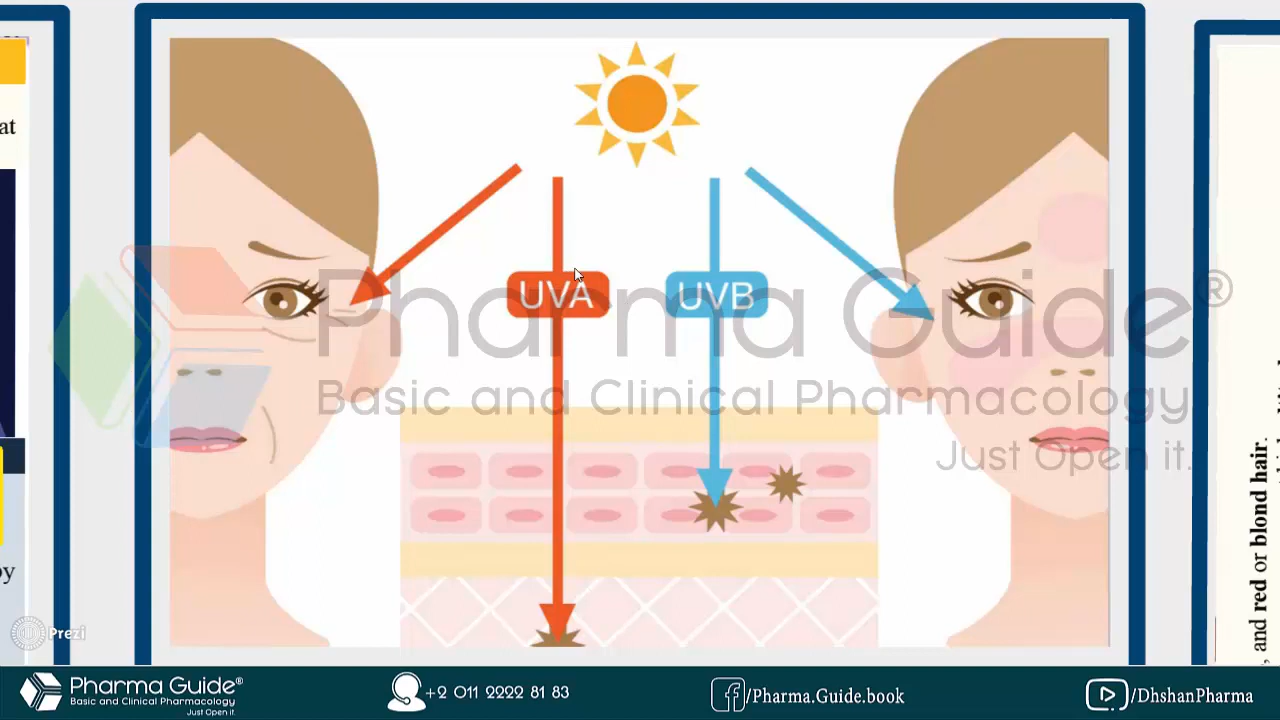 at
UVA
UVB
Pharma Guide®
Basic and Clinical Pharmacology
Just Open it.
by
, and red or blond hair.
Prezi
Pharma Guide®
Basic and Clinical Pharmacology
Just Open it.
+2 011 2222 81 83
/Pharma.Guide.book
/DhshanPharma